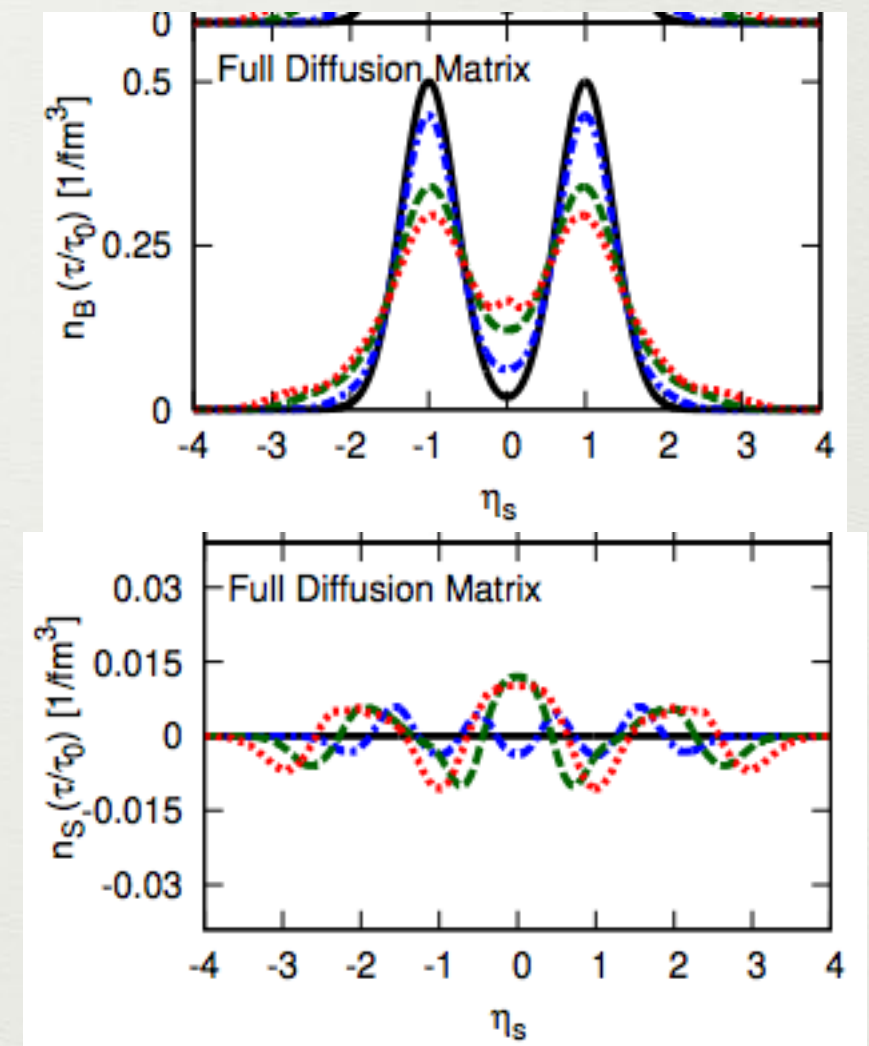 0
Full Diffusion Matrix
0.5
0.25
0
n_B (τ/τ_0) [1/fm^3]
-4 -3 -2 -1 0 1 2 3 4
η_s
Full Diffusion Matrix
0.03
0.015
0
-0.015
-0.03
n_S (τ/τ_0) [1/fm^3]
-4 -3 -2 -1 0 1 2 3 4
η_s